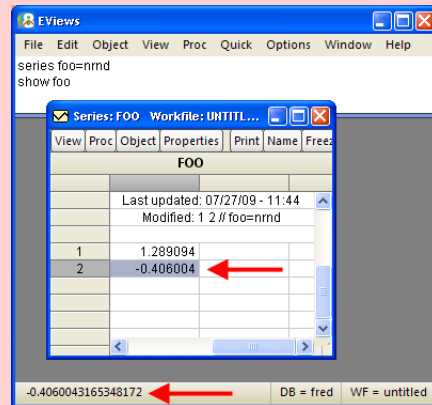 EViews
File Edit Object View Proc Quick Options Window Help
series foo=nrnd
show foo
Series: FOO Workfile: UNTITL...
View Proc Object Properties Print Name Freez
FOO
Last updated: 07/27/09 - 11:44
Modified: 1 2 // foo=nrnd
1 1.289094
2 -0.406004
-0.4060043165348172 DB = fred WF = untitled